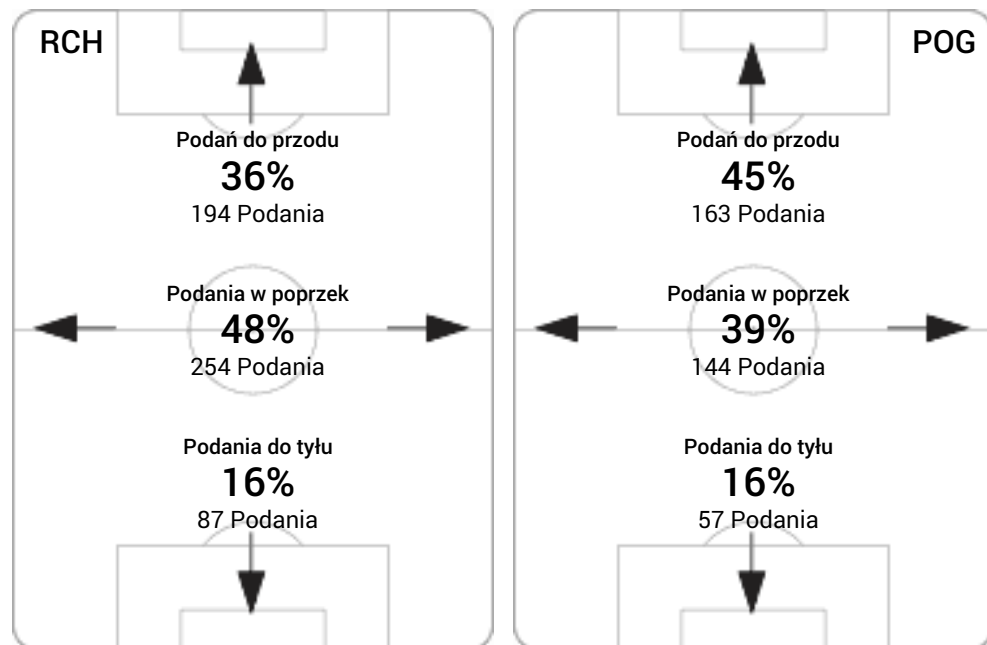 RCH
Podań do przodu
36%
194 Podania
Podania w poprzek
48%
254 Podania
Podania do tyłu
16%
87 Podania
POG
Podań do przodu
45%
163 Podania
Podania w poprzek
39%
144 Podania
Podania do tyłu
16%
57 Podania